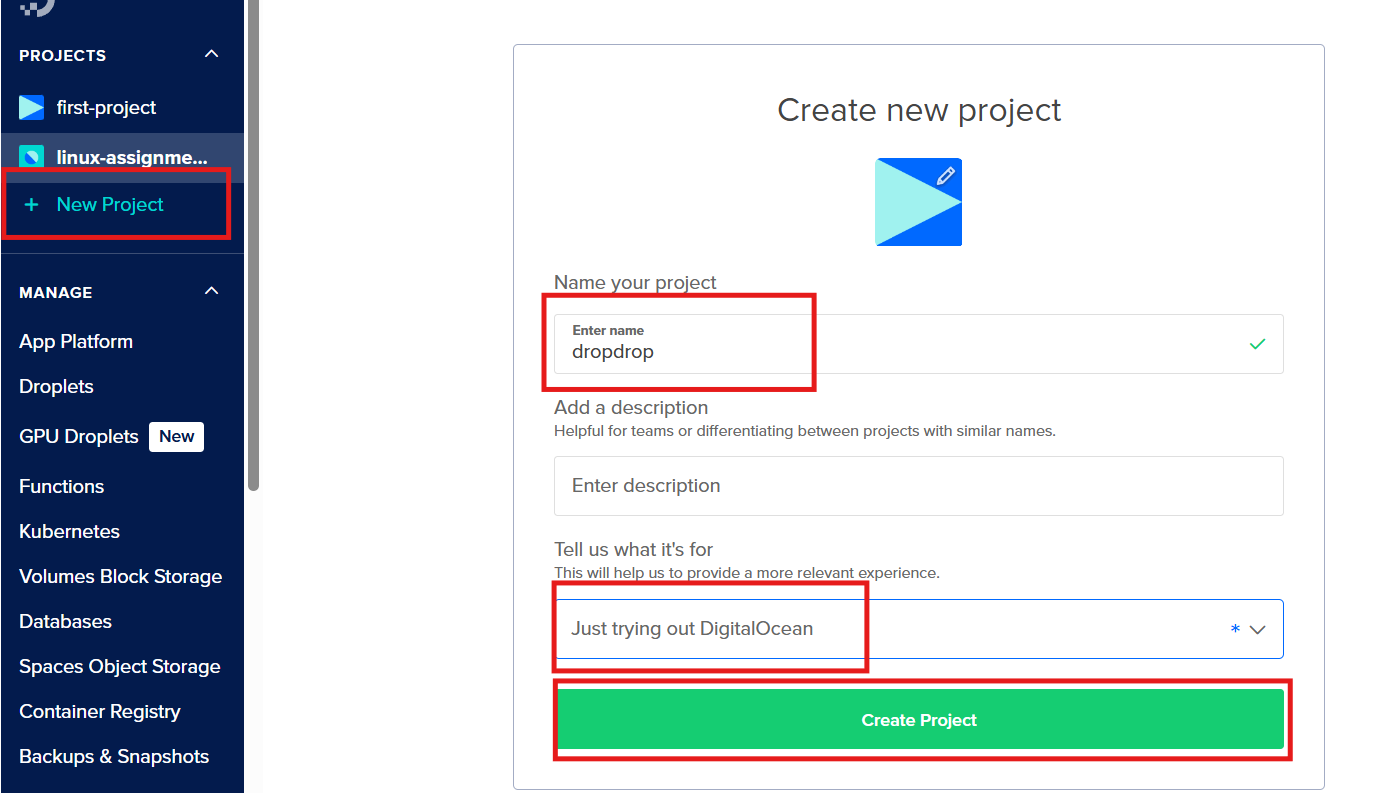 PROJECTS
first-project
linux-assignme...
+ New Project
MANAGE
App Platform
Droplets
GPU Droplets New
Functions
Kubernetes
Volumes Block Storage
Databases
Spaces Object Storage
Container Registry
Backups & Snapshots
Create new project
Name your project
Enter name
dropdrop
Add a description
Helpful for teams or differentiating between projects with similar names.
Enter description
Tell us what it's for
This will help us to provide a more relevant experience.
Just trying out DigitalOcean *
Create Project